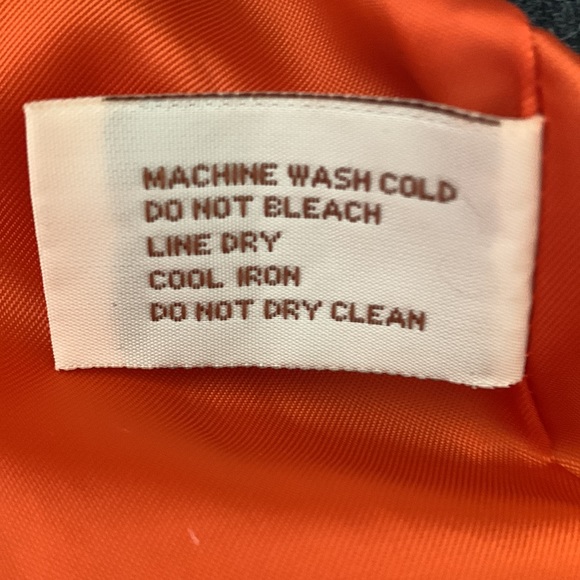 MACHINE WASH COLD
DO NOT BLEACH
LINE DRY
COOL IRON
DO NOT DRY CLEAN